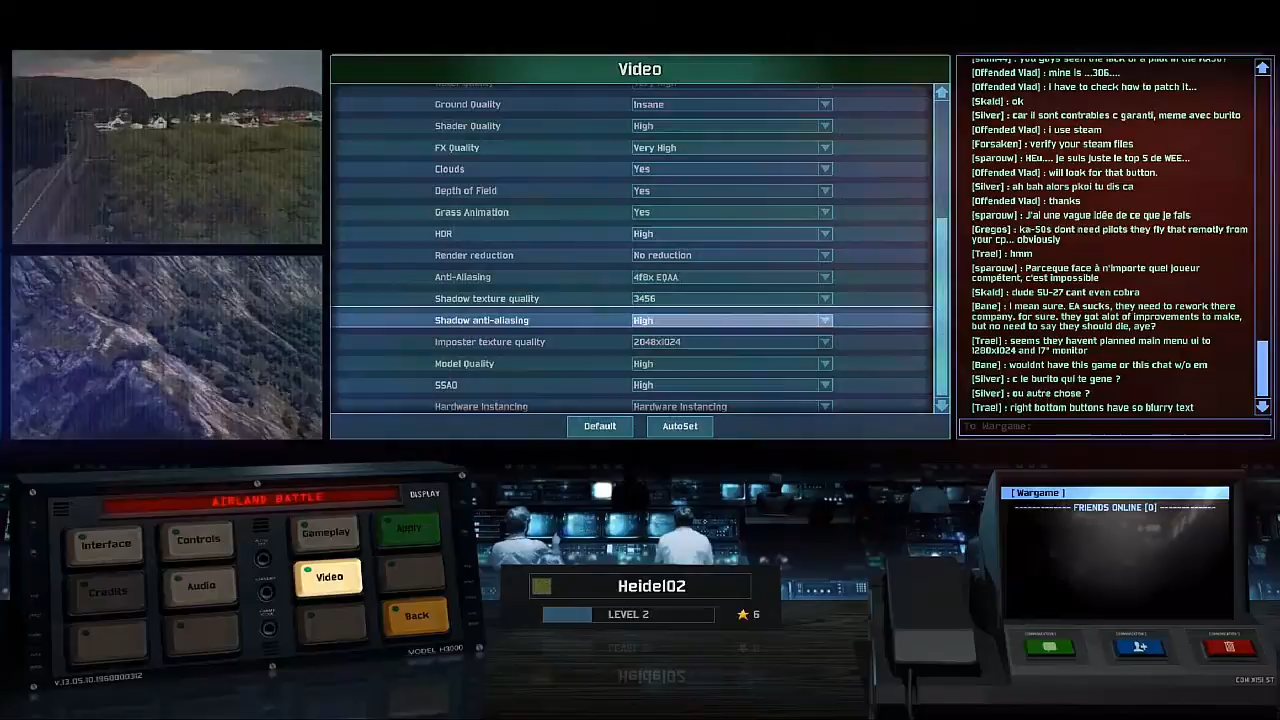 Video
Ground Quality Insane
Shader Quality High
FX Quality Very High
Clouds Yes
Depth of Field Yes
Grass Animation Yes
HDR High
Render reduction No reduction
Anti-Aliasing 4f8x EQAA
Shadow texture quality 3456
Shadow anti-aliasing High
Imposter texture quality 2048x1024
Model Quality High
SSAO High
Hardware Instancing Hardware Instancing
Default AutoSet
[Offended Vlad] : mine is ...306....
[Offended Vlad] : I have to check how to patch it...
[Skald] : ok
[Silver] : car il sont contrables c garanti, meme avec burito
[Offended Vlad] : i use steam
[Forsaken] : verify your steam files
[sparouw] : HEu.... je suis juste le top 5 de WEE...
[Offended Vlad] : will look for that button.
[Silver] : ah bah alors pkoi tu dis ca
[Offended Vlad] : thanks
[sparouw] : J'ai une vague idée de ce que je fais
[Gregos] : ka-50s dont need pilots they fly that remotly from
your cp... obviously
[Trael] : hmm
[sparouw] : Parceque face à n'importe quel joueur
compétent, c'est impossible
[Skald] : dude SU-27 cant even cobra
[Bane] : I mean sure. EA sucks, they need to rework there
company. for sure. they got alot of improvements to make,
but no need to say they should die, aye?
[Trael] : seems they havent planned main menu ui to
1280x1024 and 17" monitor
[Bane] : wouldnt have this game or this chat w/o em
[Silver] : c le burito qui te gene ?
[Silver] : ou autre chose ?
[Trael] : right bottom buttons have so blurry text
To Wargame:
AIRLAND BATTLE
DISPLAY
Interface Controls Gameplay Apply
Credits Audio Video
Back
MODEL H3000
v.13.05.10.1960000312
Heidel02
LEVEL 2 6
[ Wargame ]
------------ FRIENDS ONLINE [0] ------------